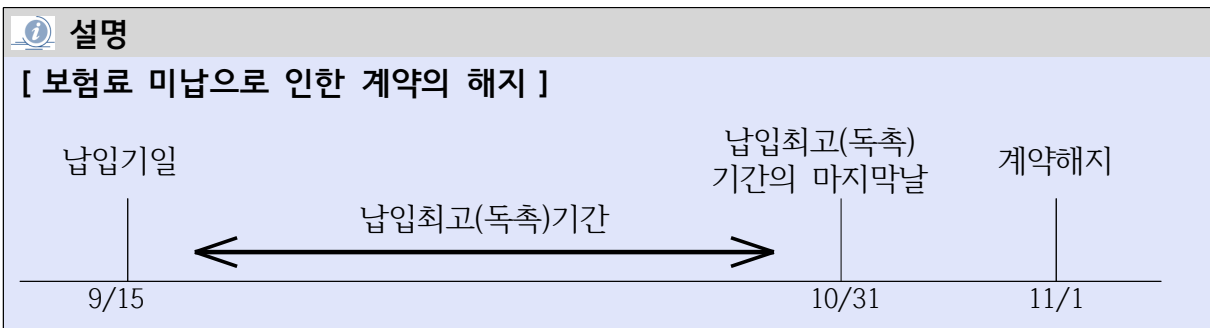 설명
[ 보험료 미납으로 인한 계약의 해지 ]
납입기일
납입최고(독촉)
기간의 마지막날
계약해지
납입최고(독촉)기간
9/15
10/31
11/1